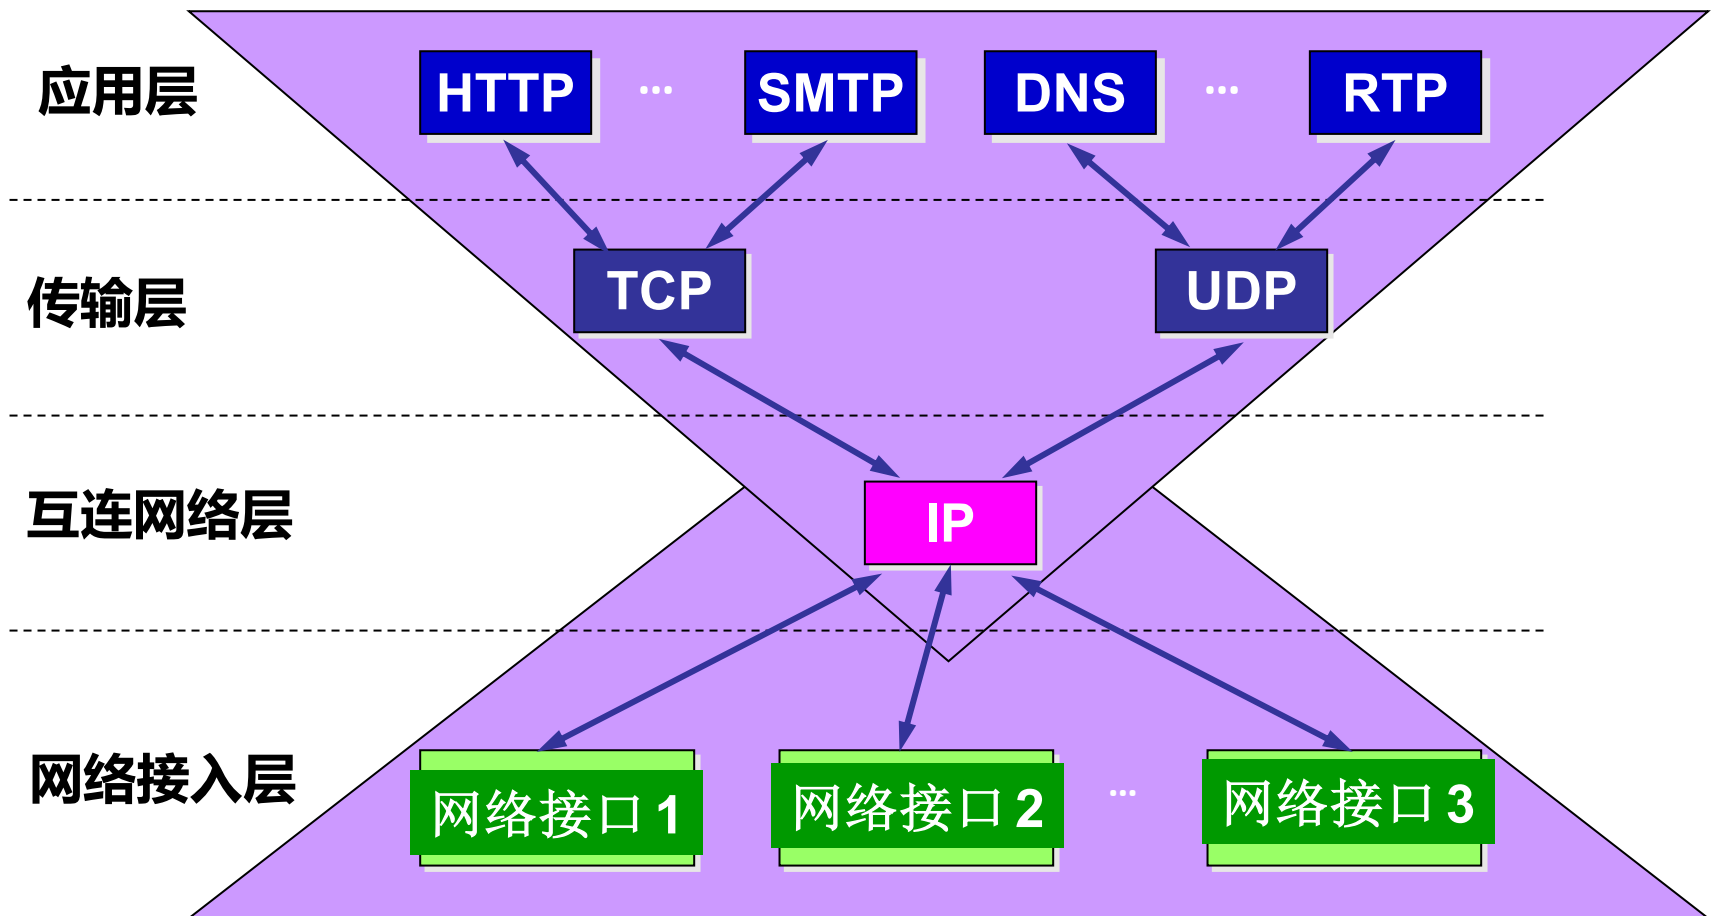 应用层
HTTP ... SMTP DNS ... RTP
传输层
TCP UDP
互连网络层
IP
网络接入层
网络接口1 网络接口2 ... 网络接口3